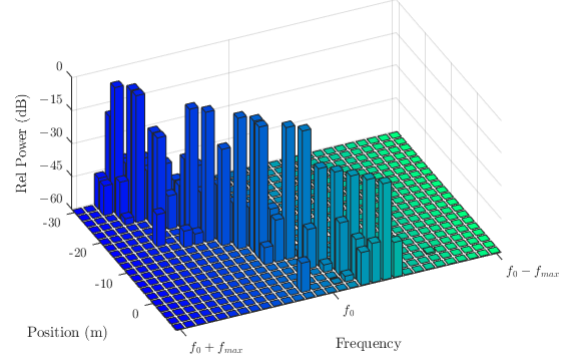 0
−15
−30
−45
−60
Rel Power (dB)
-30
-20
-10
0
Position (m)
f₀ + fₘₐₓ
f₀
f₀ − fₘₐₓ
Frequency